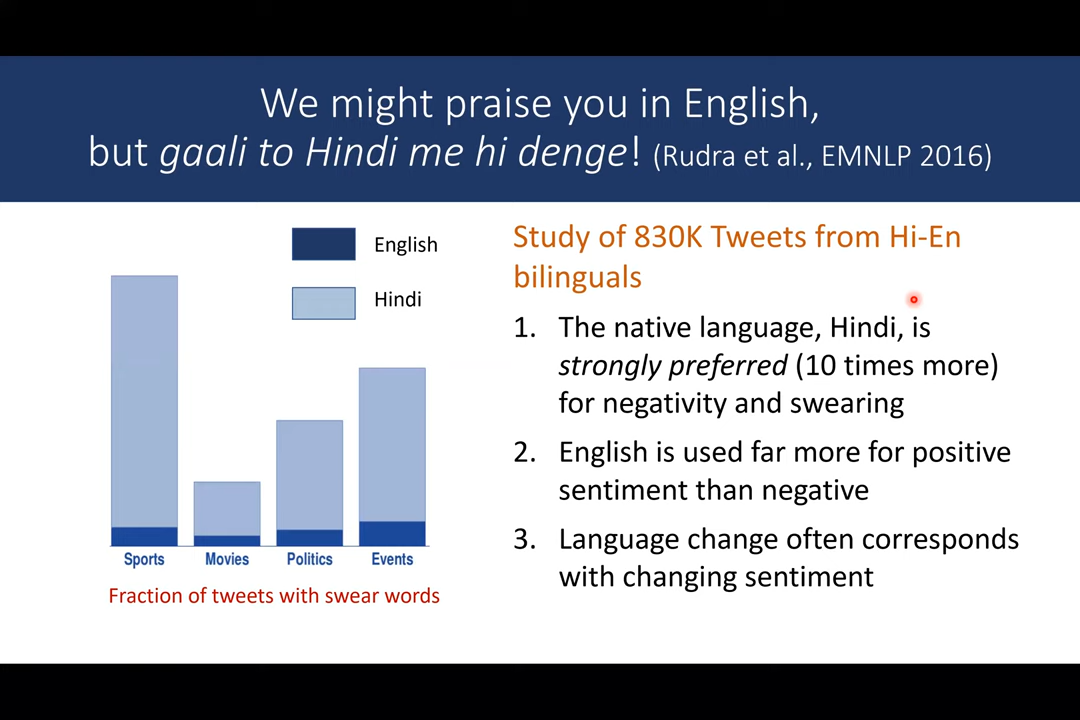 We might praise you in English,
but gaali to Hindi me hi denge! (Rudra et al., EMNLP 2016)
English
Hindi
Sports
Movies
Politics
Events
Fraction of tweets with swear words
Study of 830K Tweets from Hi-En
bilinguals
1. The native language, Hindi, is
strongly preferred (10 times more)
for negativity and swearing
2. English is used far more for positive
sentiment than negative
3. Language change often corresponds
with changing sentiment